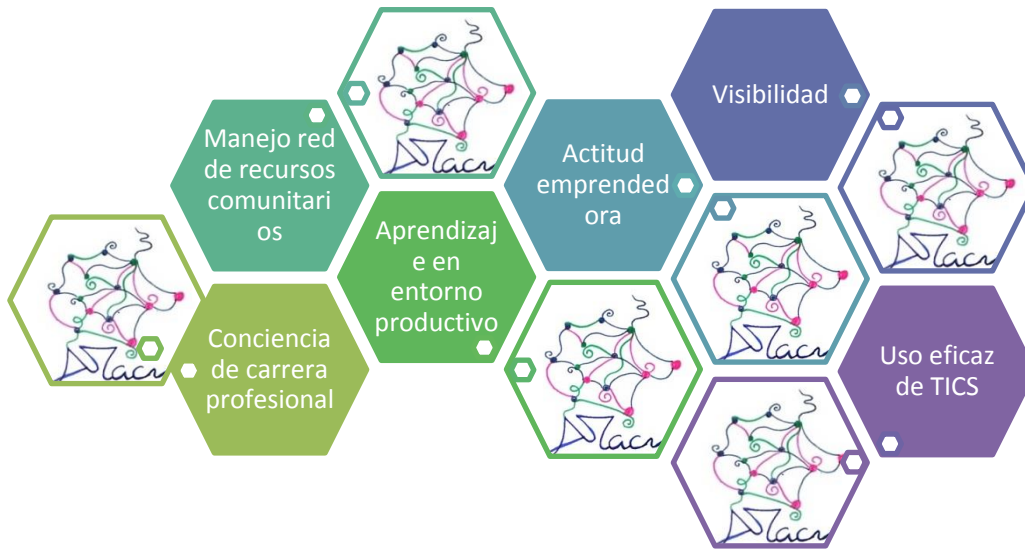 Manejo red
de recursos
comunitari
os
Visibilidad
Actitud
emprended
ora
Aprendizaj
e en
entorno
productivo
Conciencia
de carrera
profesional
Uso eficaz
de TICS